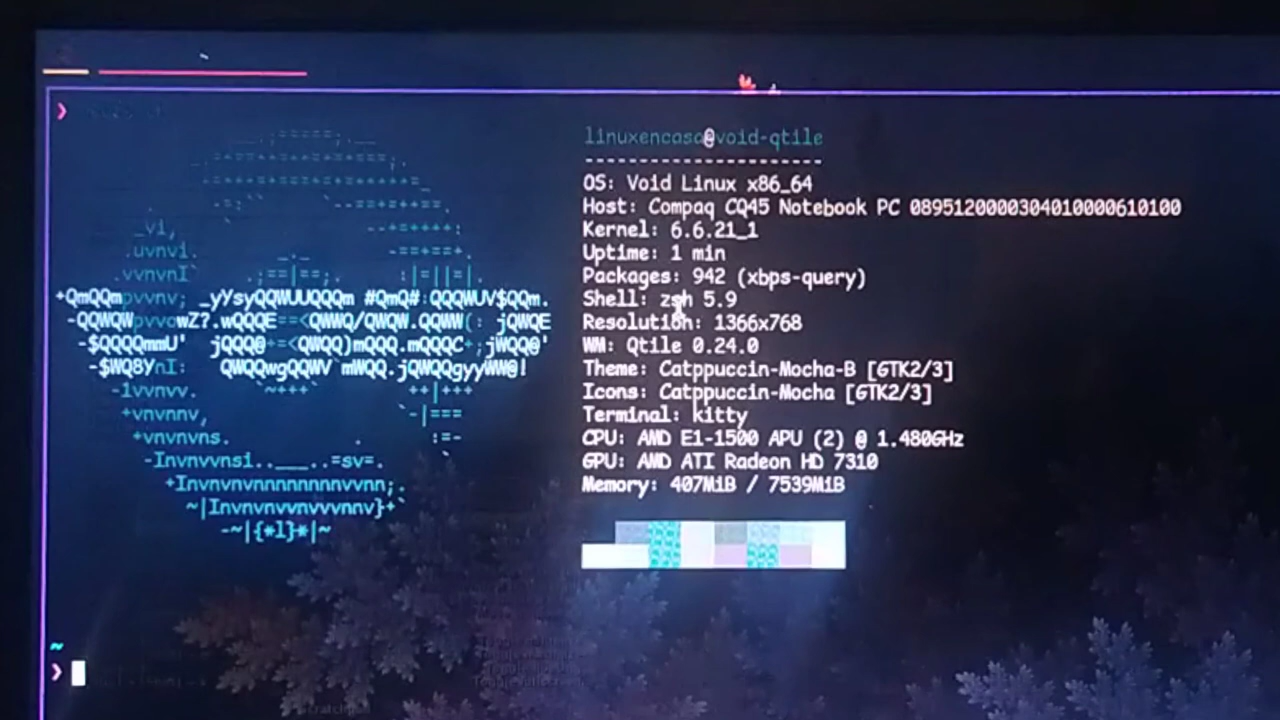 ~
❯
linuxencasa@void-qtile
---------------------
OS: Void Linux x86_64
Host: Compaq CQ45 Notebook PC 0895120000304010000610100
Kernel: 6.6.21_1
Uptime: 1 min
Packages: 942 (xbps-query)
Shell: zsh 5.9
Resolution: 1366x768
WM: Qtile 0.24.0
Theme: Catppuccin-Mocha-B [GTK2/3]
Icons: Catppuccin-Mocha [GTK2/3]
Terminal: kitty
CPU: AMD E1-1500 APU (2) @ 1.480GHz
GPU: AMD ATI Radeon HD 7310
Memory: 407MiB / 7539MiB
~
❯